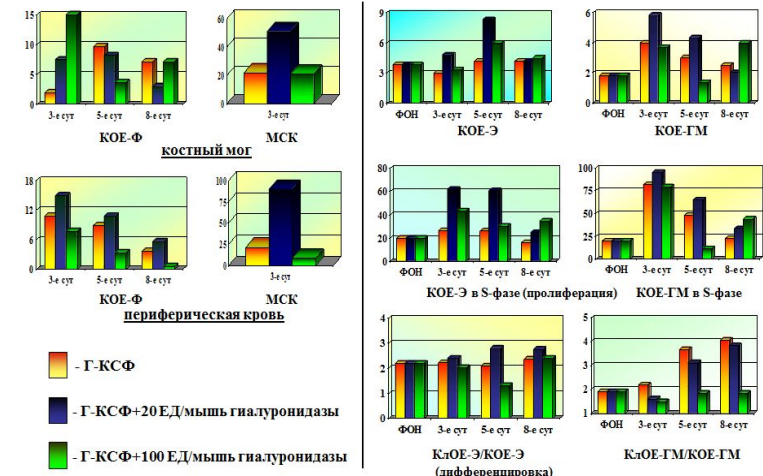 15
10
5
0
3-е сут 5-е сут 8-е сут
КОЕ-Ф
60
40
20
0
3-е сут
МСК
костный мог
18
12
6
0
3-е сут 5-е сут 8-е сут
КОЕ-Ф
100
75
50
25
0
3-е сут
МСК
периферическая кровь
- Г-КСФ
- Г-КСФ+20 ЕД/мышь гиалуронидазы
- Г-КСФ+100 ЕД/мышь гиалуронидазы
9
6
3
0
ФОН 3-е сут 5-е сут 8-е сут
КОЕ-Э
6
4
2
0
ФОН 3-е сут 5-е сут 8-е сут
КОЕ-ГМ
80
60
40
20
0
ФОН 3-е сут 5-е сут 8-е сут
КОЕ-Э в S-фазе (пролиферация)
100
75
50
25
0
ФОН 3-е сут 5-е сут 8-е сут
КОЕ-ГМ в S-фазе
4
3
2
1
0
ФОН 3-е сут 5-е сут 8-е сут
КлОЕ-Э/КОЕ-Э
(дифференцировка)
5
4
3
2
1
ФОН 3-е сут 5-е сут 8-е сут
КлОЕ-ГМ/КОЕ-ГМ